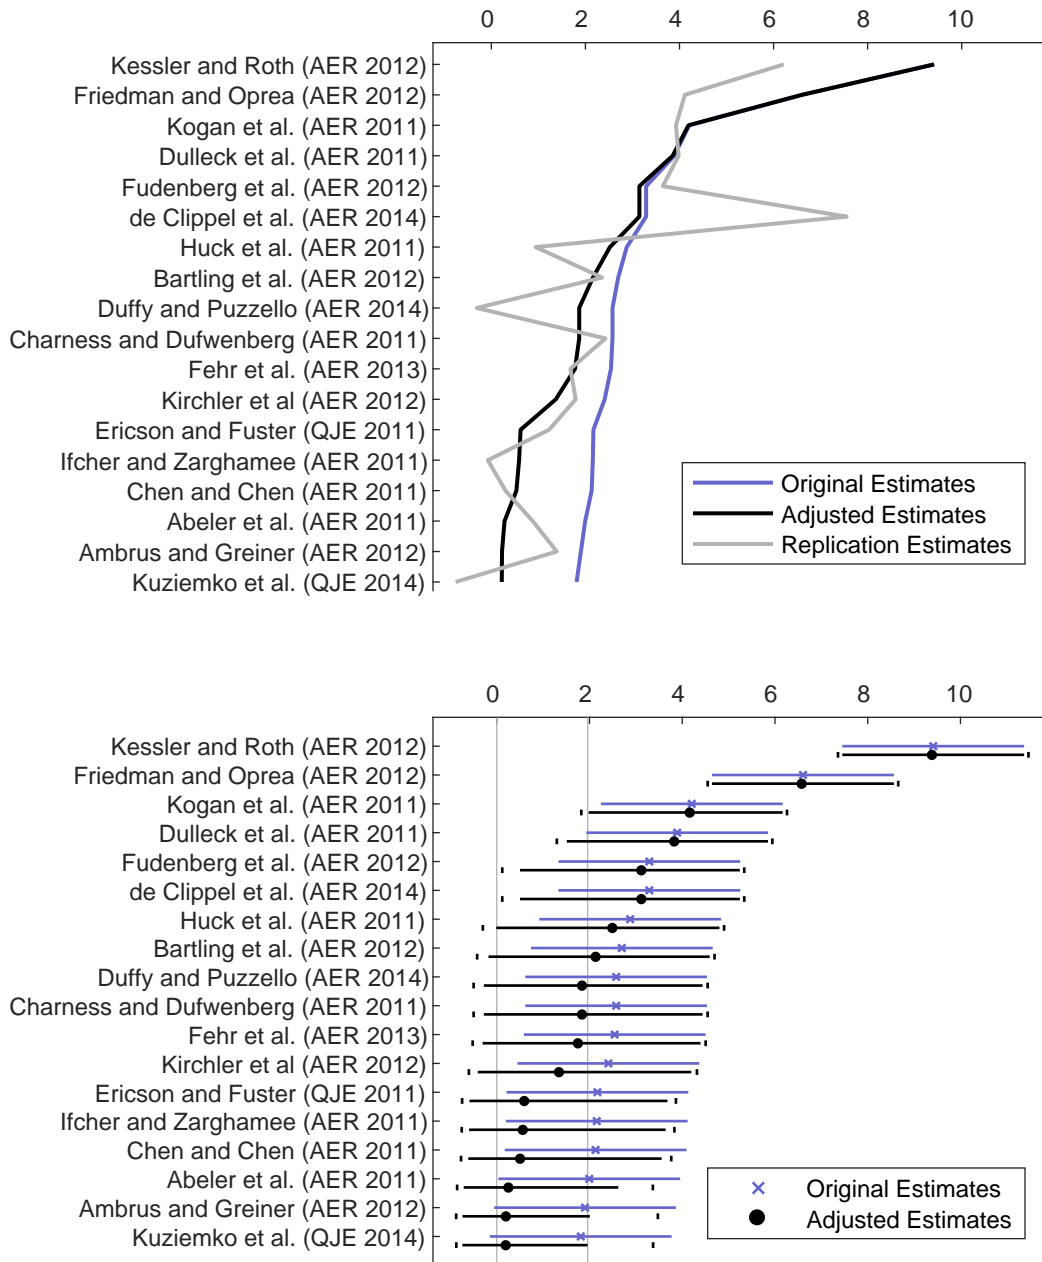 0 2 4 6 8 10
Kessler and Roth (AER 2012)
Friedman and Oprea (AER 2012)
Kogan et al. (AER 2011)
Dulleck et al. (AER 2011)
Fudenberg et al. (AER 2012)
de Clippel et al. (AER 2014)
Huck et al. (AER 2011)
Bartling et al. (AER 2012)
Duffy and Puzzello (AER 2014)
Charness and Dufwenberg (AER 2011)
Fehr et al. (AER 2013)
Kirchler et al (AER 2012)
Ericson and Fuster (QJE 2011)
Ifcher and Zarghamee (AER 2011)
Chen and Chen (AER 2011)
Abeler et al. (AER 2011)
Ambrus and Greiner (AER 2012)
Kuziemko et al. (QJE 2014)
Original Estimates
Adjusted Estimates
Replication Estimates
0 2 4 6 8 10
Kessler and Roth (AER 2012)
Friedman and Oprea (AER 2012)
Kogan et al. (AER 2011)
Dulleck et al. (AER 2011)
Fudenberg et al. (AER 2012)
de Clippel et al. (AER 2014)
Huck et al. (AER 2011)
Bartling et al. (AER 2012)
Duffy and Puzzello (AER 2014)
Charness and Dufwenberg (AER 2011)
Fehr et al. (AER 2013)
Kirchler et al (AER 2012)
Ericson and Fuster (QJE 2011)
Ifcher and Zarghamee (AER 2011)
Chen and Chen (AER 2011)
Abeler et al. (AER 2011)
Ambrus and Greiner (AER 2012)
Kuziemko et al. (QJE 2014)
Original Estimates
Adjusted Estimates